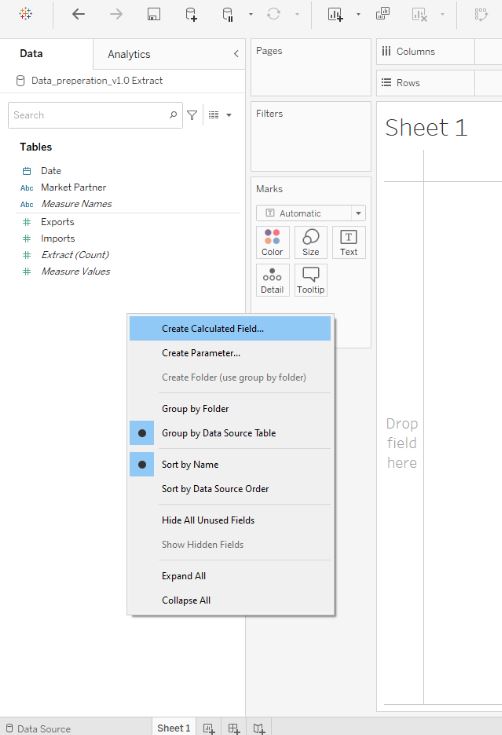 Data
Analytics
Data_preperation_v1.0 Extract
Search
Tables
Date
Abc Market Partner
Abc Measure Names
Exports
Imports
Extract (Count)
Measure Values
Pages
Filters
Marks
Automatic
Color
Size
Text
Detail
Tooltip
Columns
Rows
Sheet 1
Drop
field
here
Create Calculated Field...
Create Parameter...
Create Folder (use group by folder)
Group by Folder
Group by Data Source Table
Sort by Name
Sort by Data Source Order
Hide All Unused Fields
Show Hidden Fields
Expand All
Collapse All
Data Source
Sheet 1